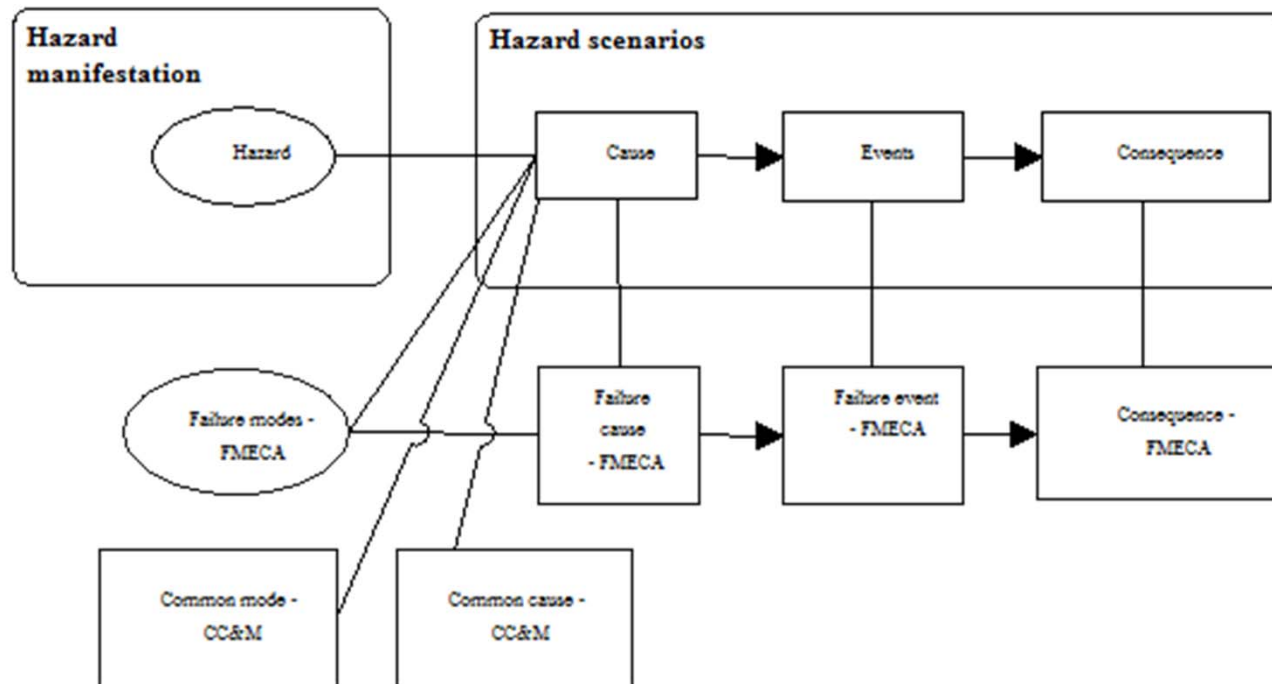 Hazard
manifestation
Hazard scenarios
Hazard
Cause
Events
Consequence
Failure modes -
FMECA
Failure
cause
- FMECA
Failure event
- FMECA
Consequence -
FMECA
Common mode -
CC&M
Common cause -
CC&M